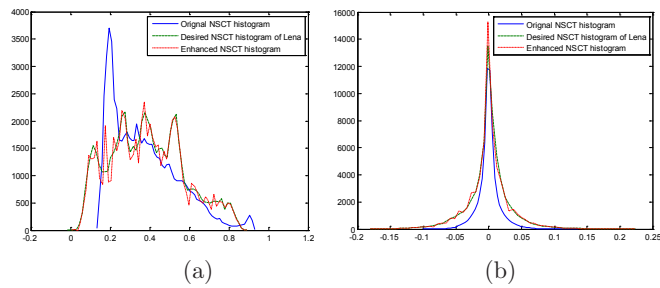 4000
3500
3000
2500
2000
1500
1000
500
0
-0.2 0 0.2 0.4 0.6 0.8 1 1.2
Orignal NSCT histogram
Desired NSCT histogram of Lena
Enhanced NSCT histogram
(a)
16000
14000
12000
10000
8000
6000
4000
2000
0
-0.2 -0.15 -0.1 -0.05 0 0.05 0.1 0.15 0.2 0.25
Orignal NSCT histogram
Desired NSCT histogram of Lena
Enhanced NSCT histogram
(b)